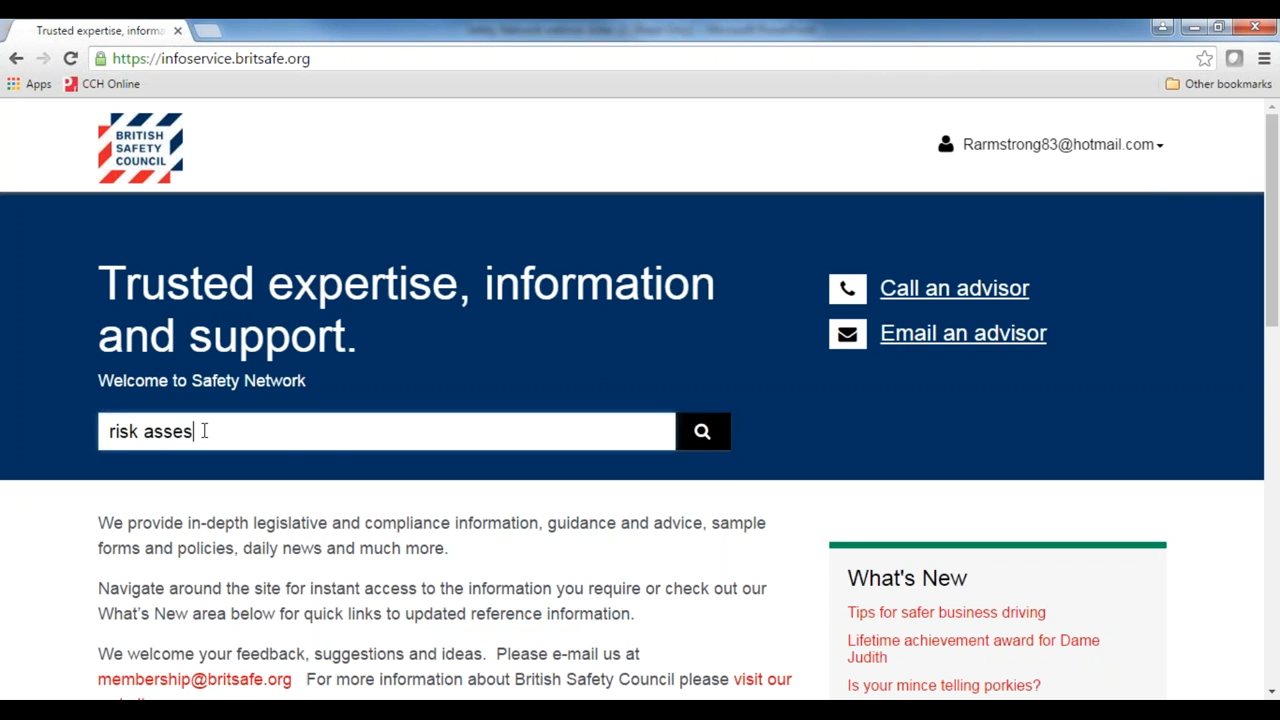 Trusted expertise, informa
https://infoservice.britsafe.org
Apps
CCH Online
Other bookmarks
BRITISH
SAFETY
COUNCIL
Rarmstrong83@hotmail.com
Trusted expertise, information
and support.
Call an advisor
Email an advisor
Welcome to Safety Network
risk asses
We provide in-depth legislative and compliance information, guidance and advice, sample
forms and policies, daily news and much more.
Navigate around the site for instant access to the information you require or check out our
What's New area below for quick links to updated reference information.
We welcome your feedback, suggestions and ideas. Please e-mail us at
membership@britsafe.org For more information about British Safety Council please visit our
What's New
Tips for safer business driving
Lifetime achievement award for Dame
Judith
Is your mince telling porkies?